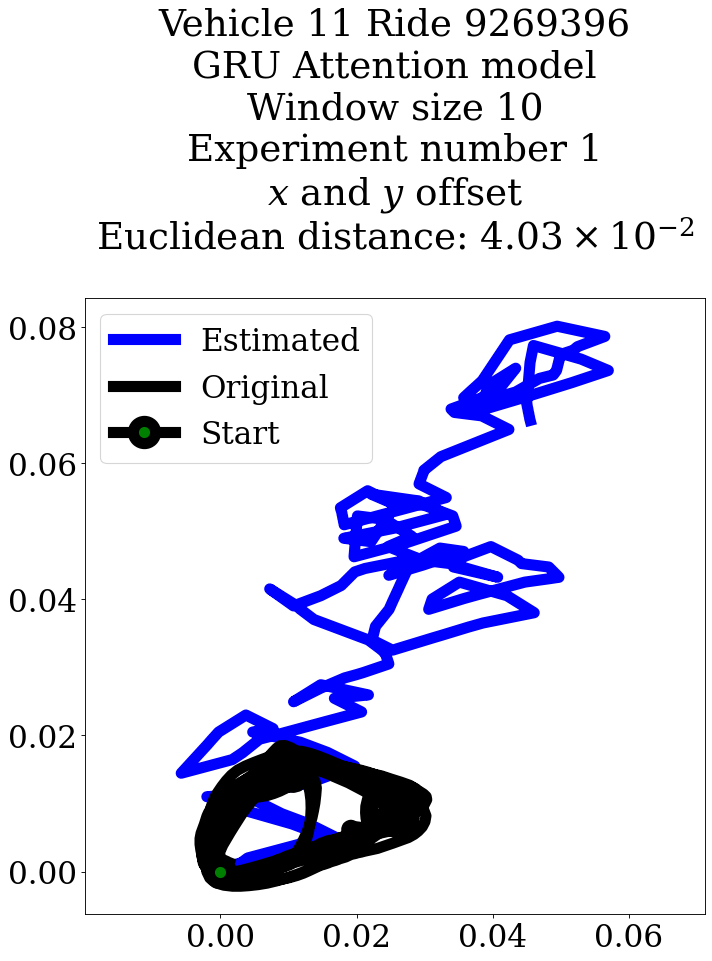 Vehicle 11 Ride 9269396
GRU Attention model
Window size 10
Experiment number 1
x and y offset
Euclidean distance: 4.03 × 10⁻²
Estimated
Original
Start
0.08
0.06
0.04
0.02
0.00
0.00 0.02 0.04 0.06